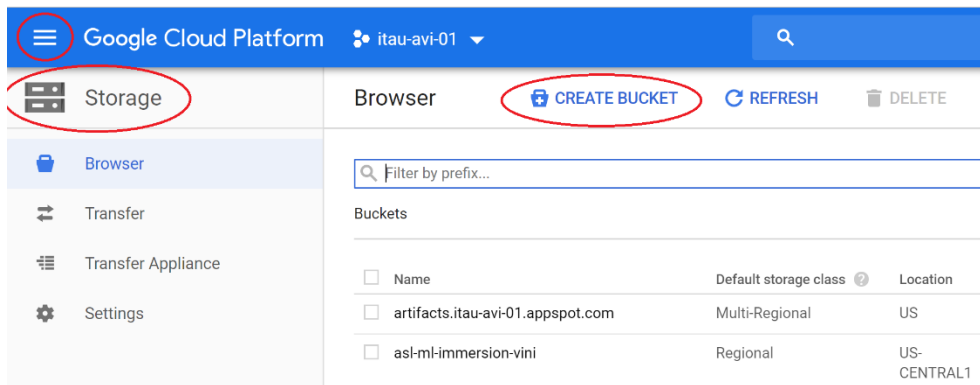 Google Cloud Platform itau-avi-01
Storage
Browser CREATE BUCKET REFRESH DELETE
Browser
Transfer
Transfer Appliance
Settings
Filter by prefix...
Buckets
Name Default storage class ? Location
artifacts.itau-avi-01.appspot.com Multi-Regional US
asl-ml-immersion-vini Regional US-
CENTRAL1